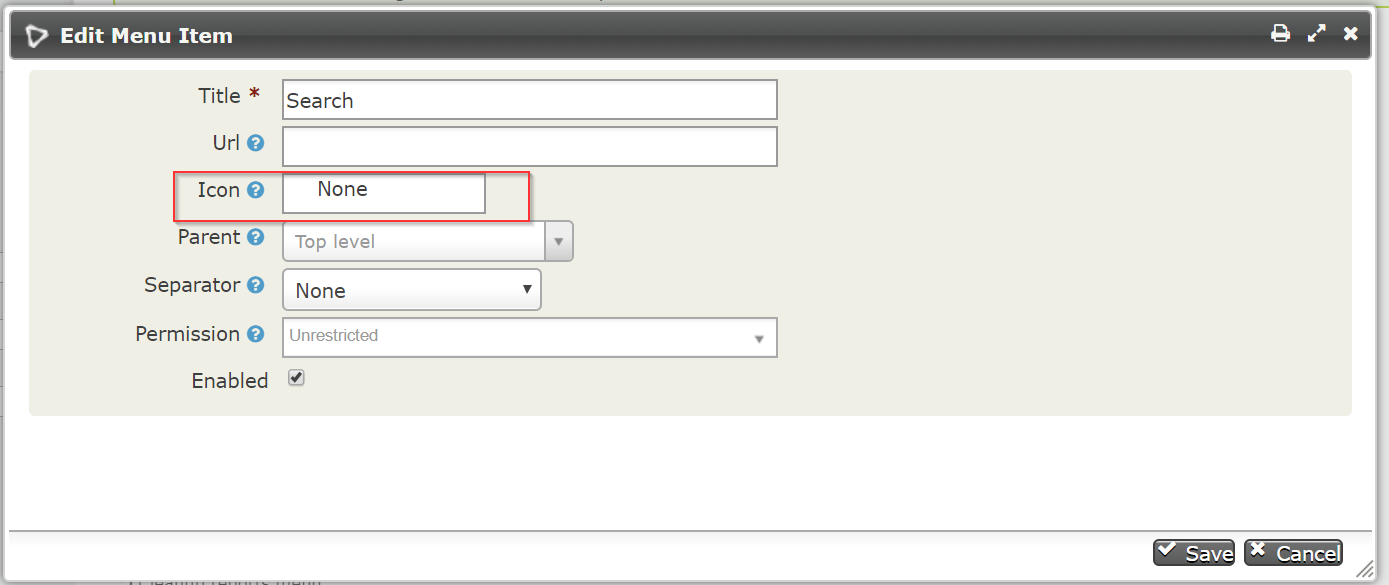 Edit Menu Item
Title *
Search
Url ?
Icon ?
None
Parent ?
Top level
Separator ?
None
Permission ?
Unrestricted
Enabled
Save
Cancel